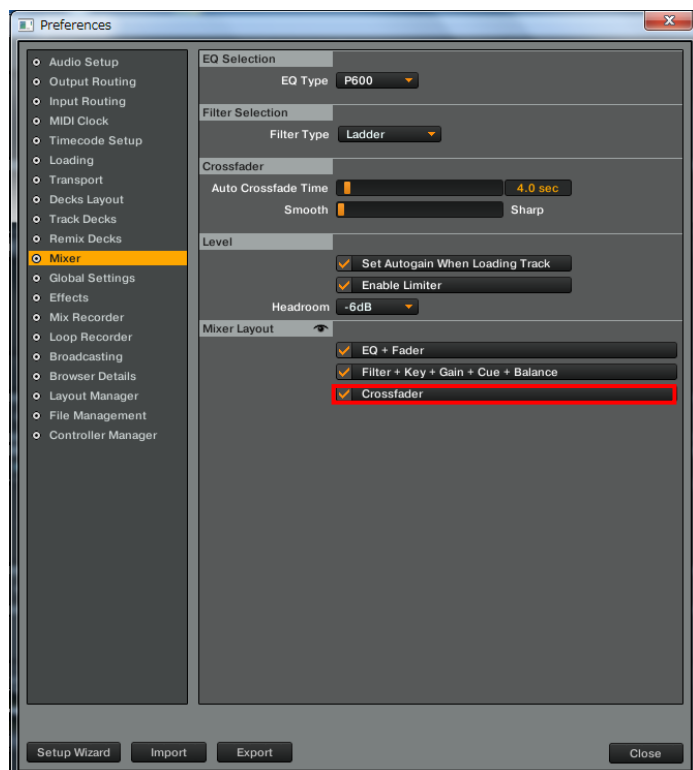 Preferences
Audio Setup
Output Routing
Input Routing
MIDI Clock
Timecode Setup
Loading
Transport
Decks Layout
Track Decks
Remix Decks
Mixer
Global Settings
Effects
Mix Recorder
Loop Recorder
Broadcasting
Browser Details
Layout Manager
File Management
Controller Manager
EQ Selection
EQ Type P600
Filter Selection
Filter Type Ladder
Crossfader
Auto Crossfade Time 4.0 sec
Smooth Sharp
Level
Set Autogain When Loading Track
Enable Limiter
Headroom -6dB
Mixer Layout
EQ + Fader
Filter + Key + Gain + Cue + Balance
Crossfader
Setup Wizard Import Export Close